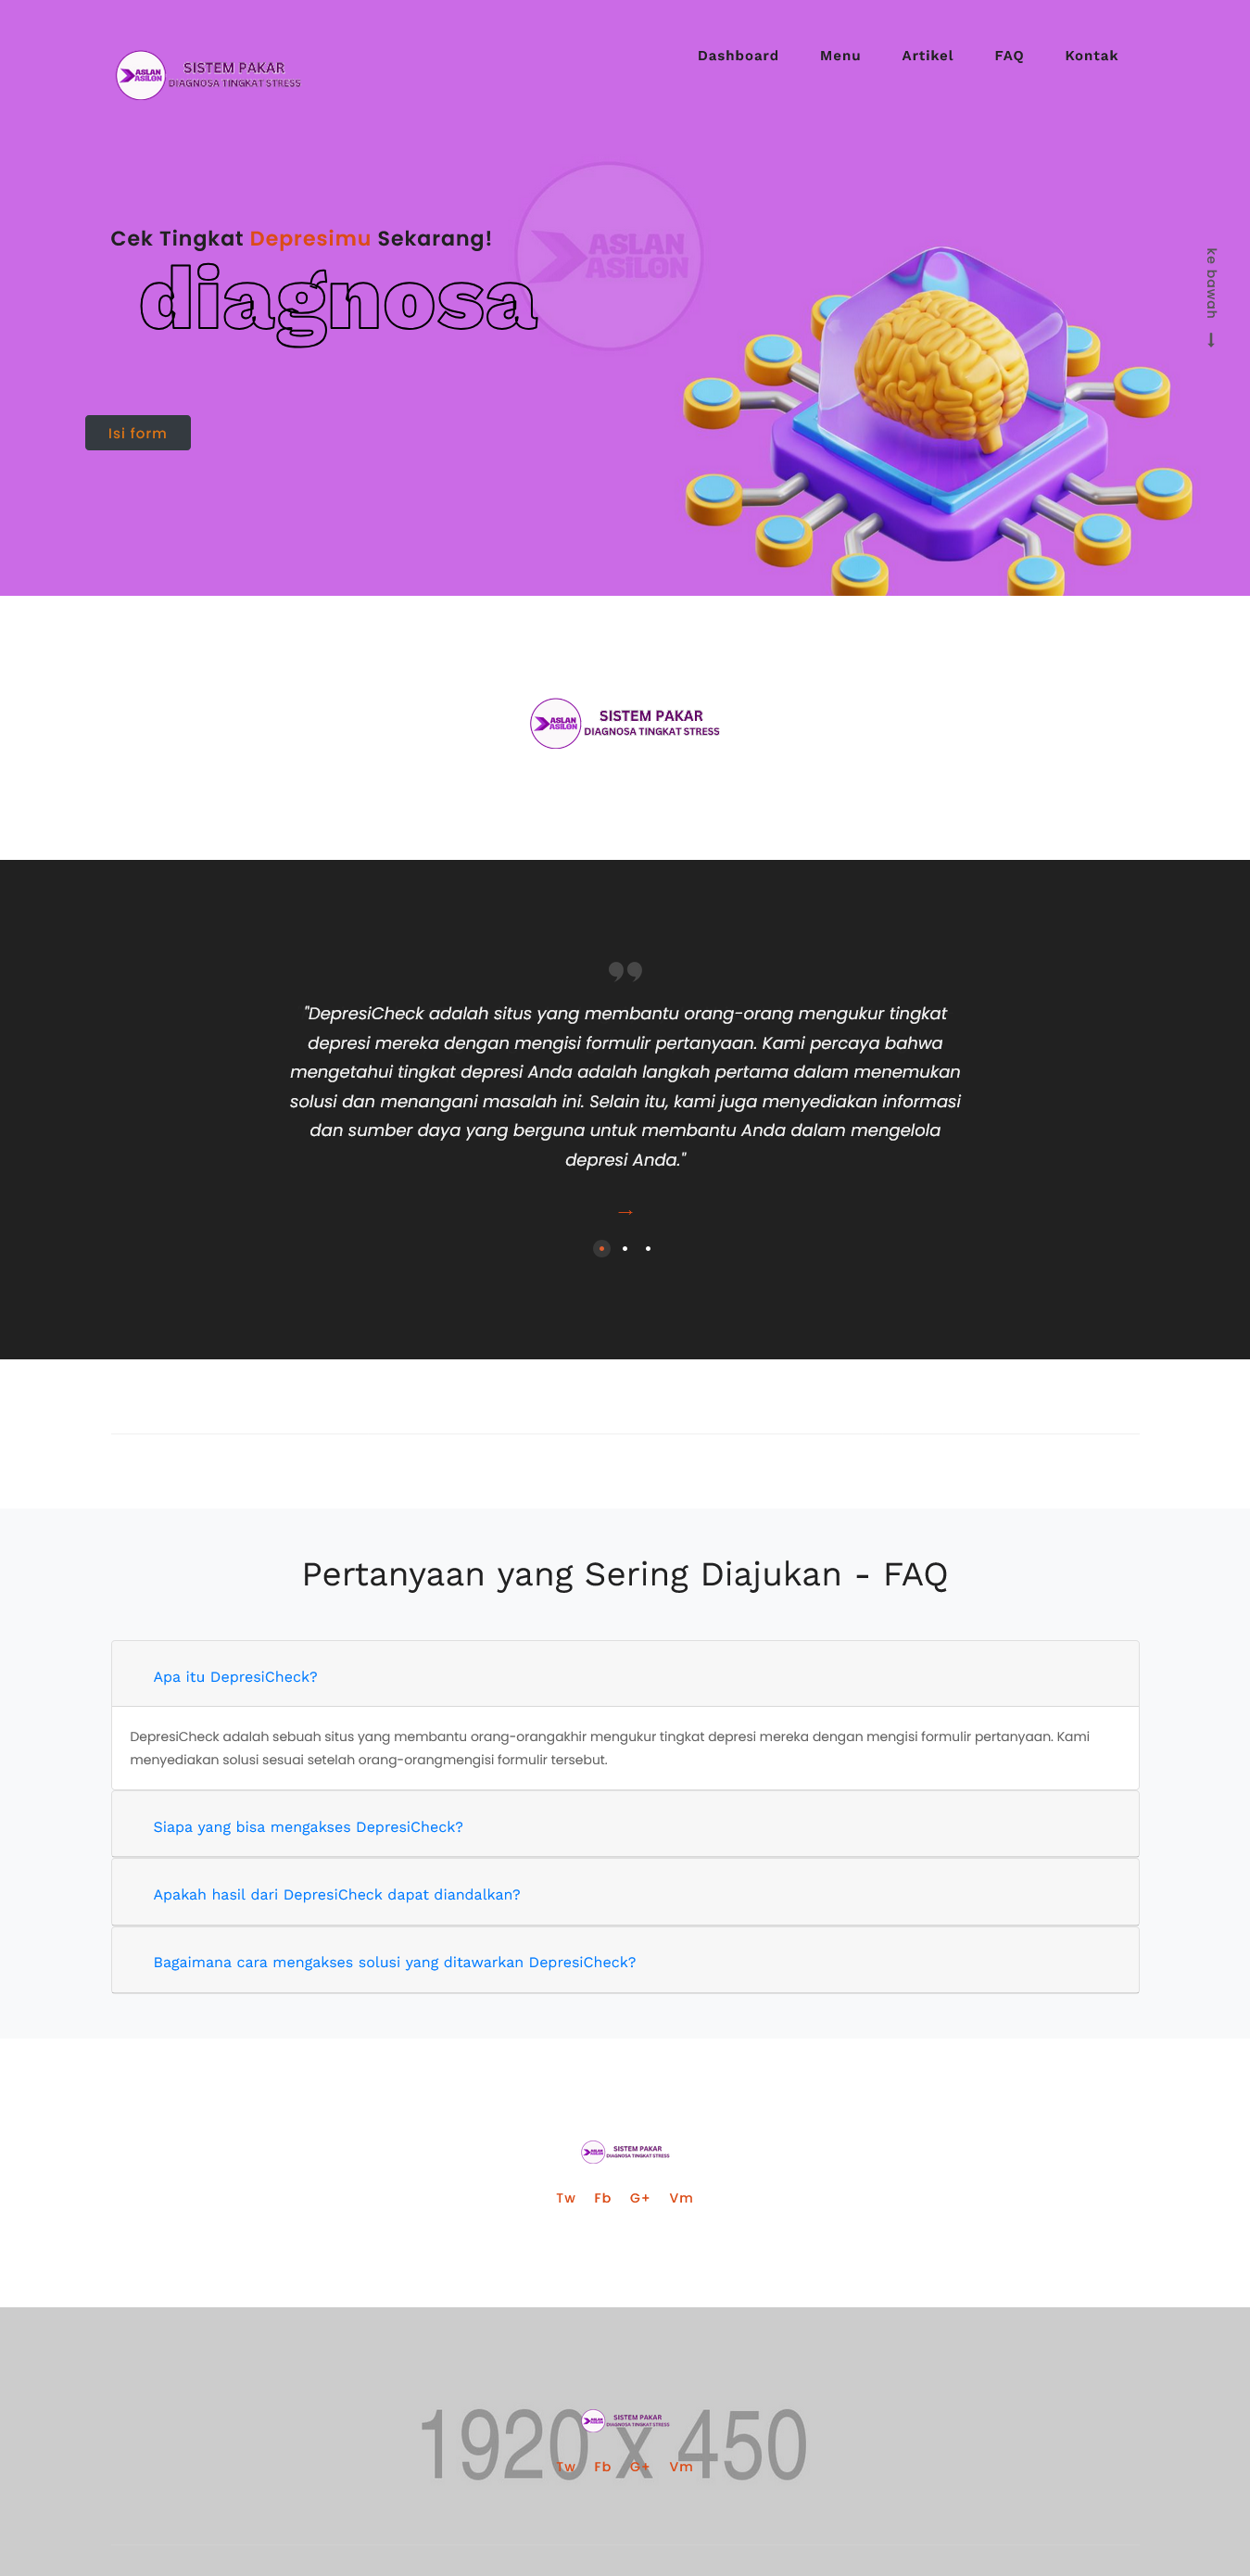 ASLAN
ASILON
SISTEM PAKAR
DIAGNOSA TINGKAT STRESS
Dashboard Menu Artikel FAQ Kontak
ASLAN
ASILON
Cek Tingkat Depresimu Sekarang!
diagnosa
ke bawah
Isi form
ASLAN
ASILON
SISTEM PAKAR
DIAGNOSA TINGKAT STRESS
"DepresiCheck adalah situs yang membantu orang-orang mengukur tingkat
depresi mereka dengan mengisi formulir pertanyaan. Kami percaya bahwa
mengetahui tingkat depresi Anda adalah langkah pertama dalam menemukan
solusi dan menangani masalah ini. Selain itu, kami juga menyediakan informasi
dan sumber daya yang berguna untuk membantu Anda dalam mengelola
depresi Anda."
Pertanyaan yang Sering Diajukan - FAQ
Apa itu DepresiCheck?
DepresiCheck adalah sebuah situs yang membantu orang-orangakhir mengukur tingkat depresi mereka dengan mengisi formulir pertanyaan. Kami
menyediakan solusi sesuai setelah orang-orangmengisi formulir tersebut.
Siapa yang bisa mengakses DepresiCheck?
Apakah hasil dari DepresiCheck dapat diandalkan?
Bagaimana cara mengakses solusi yang ditawarkan DepresiCheck?
ASLAN
ASILON
SISTEM PAKAR
DIAGNOSA TINGKAT STRESS
Tw Fb G+ Vm
1920 x 450
ASLAN
ASILON
SISTEM PAKAR
DIAGNOSA TINGKAT STRESS
Tw Fb G+ Vm